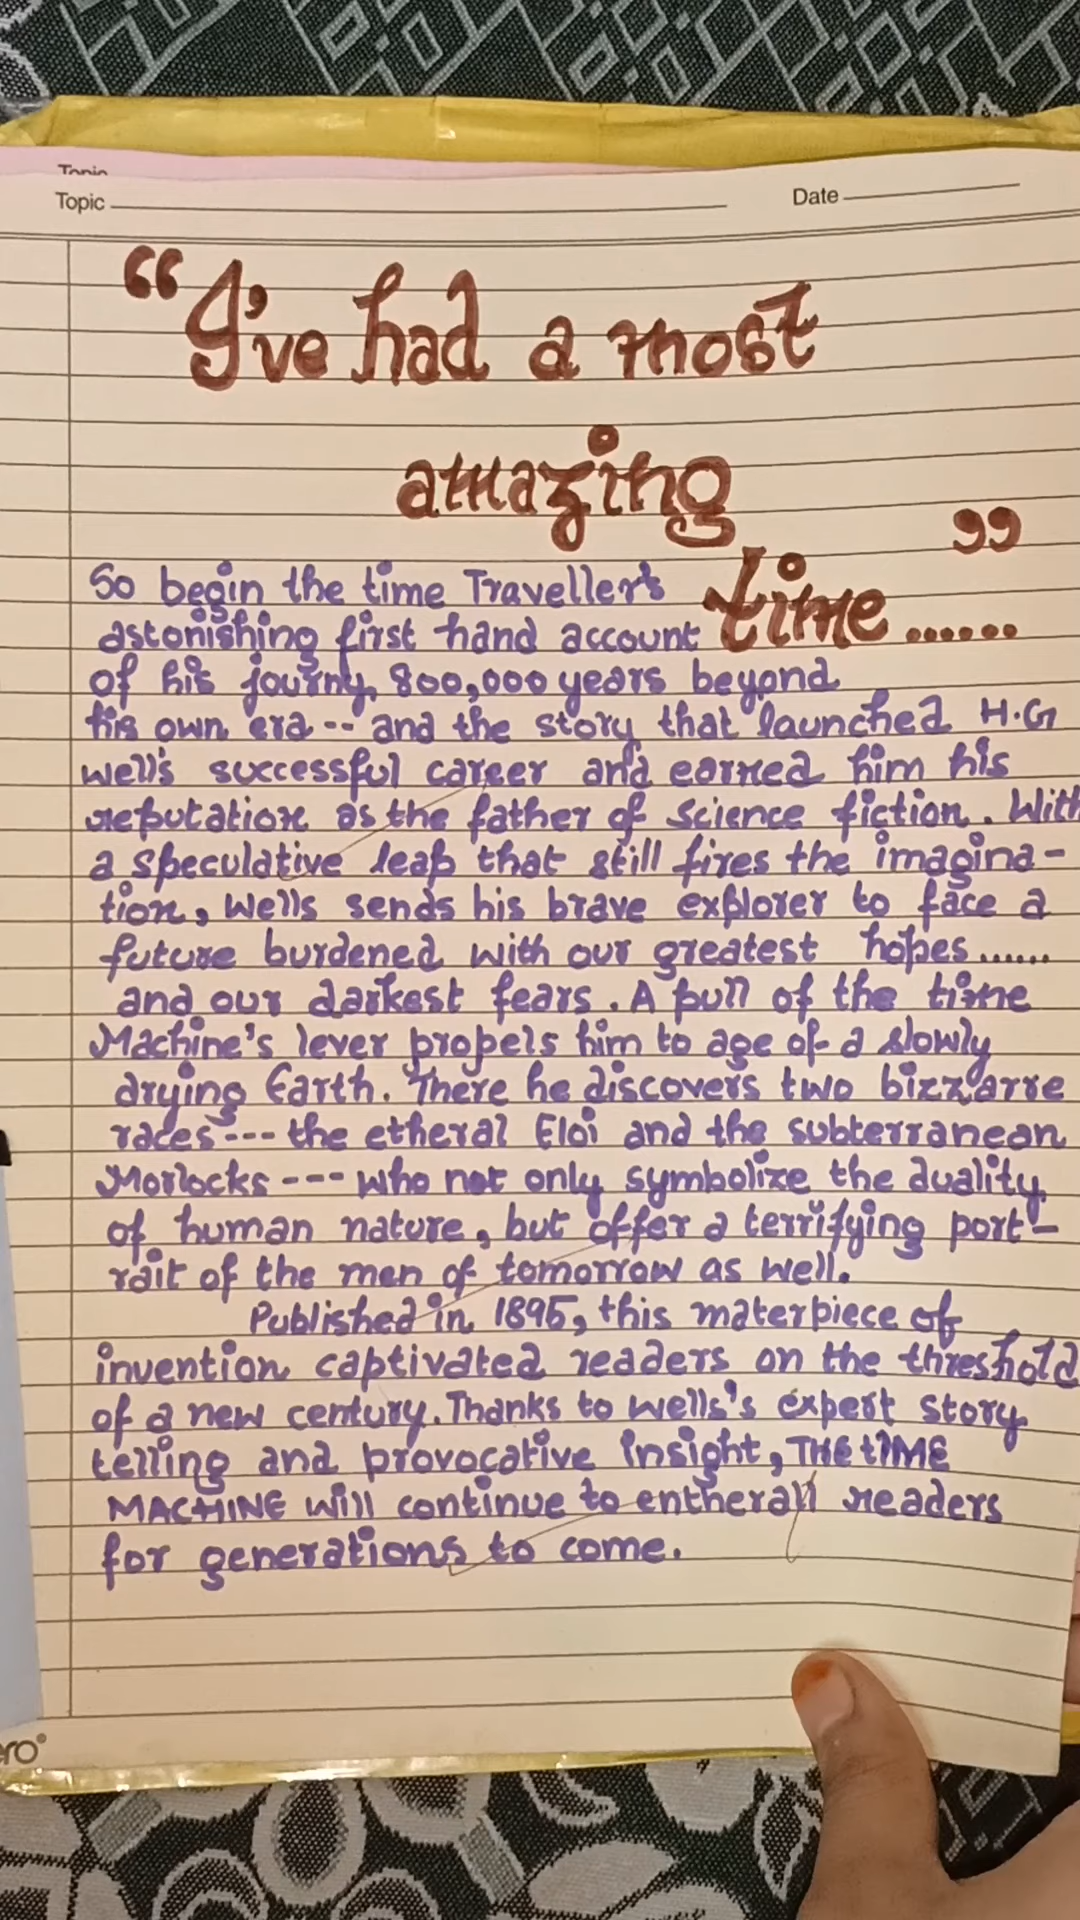 Topic
Topic
Date
"I've had a most
amazing
time...... "
So begin the time Traveller's
astonishing first hand account
of his journy, 800,000 years beyond
his own era -- and the story that launched H.G
well's successful career and earned him his
reputation as the father of science fiction. With
a speculative leap that still fires the imagina-
tion, wells sends his brave explorer to face a
future burdened with our greatest hopes......
and our darkest fears. A pull of the time
Machine's lever propels him to age of a slowly
drying Earth. There he discovers two bizzarre
races --- the etheral Eloi and the subterranean
Morlocks --- who not only symbolize the duality
of human nature, but offer a terrifying port-
rait of the men of tomorrow as well.
Published in 1895, this materpiece of
invention captivated readers on the threshold
of a new century. Thanks to wells's expert story
telling and provocative insight, THE tIME
MACHINE will continue to entherall readers
for generations to come.